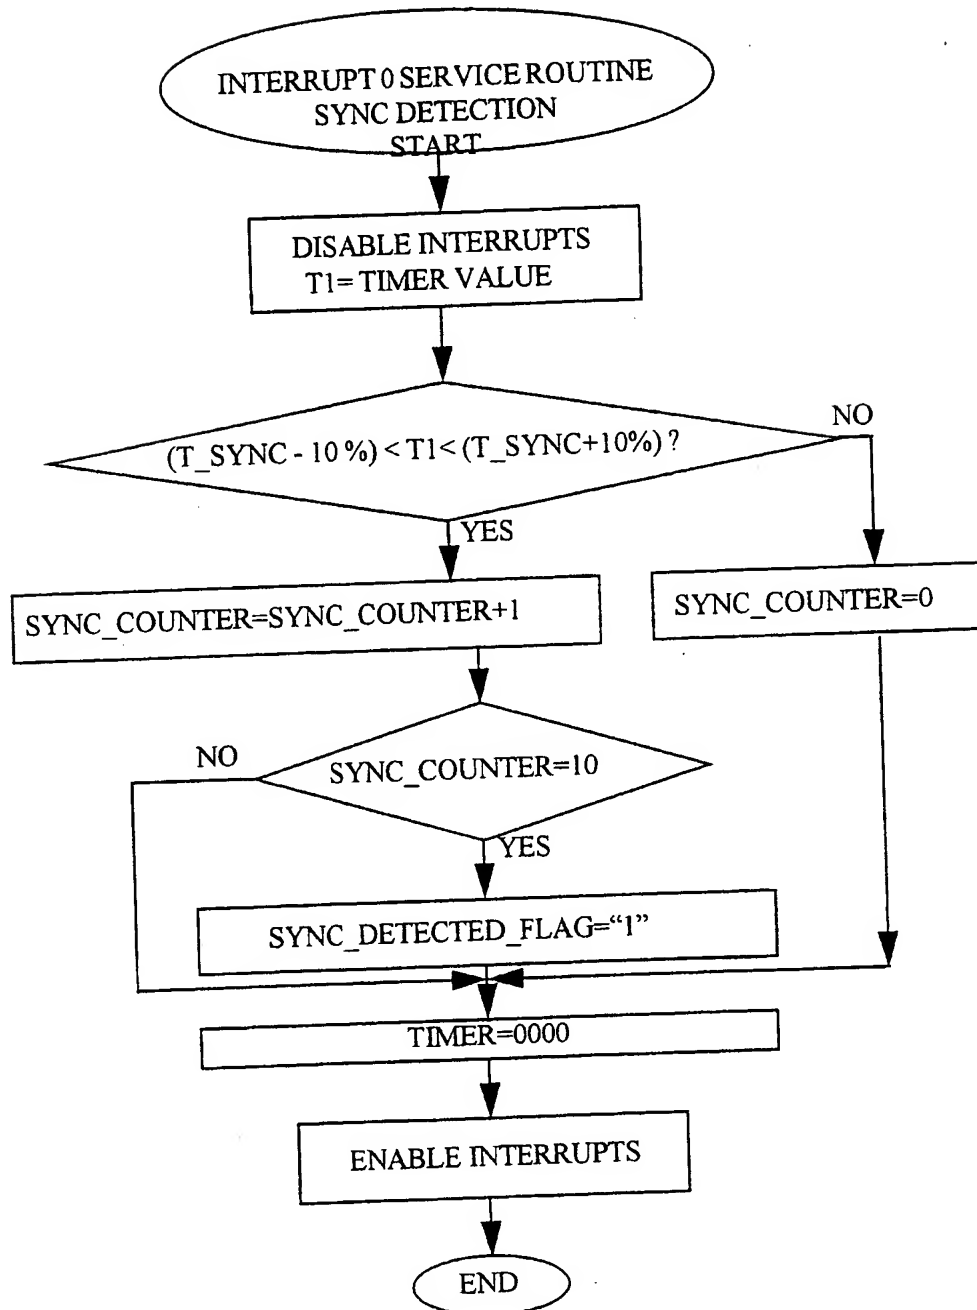 INTERRUPT 0 SERVICE ROUTINE
SYNC DETECTION
START
DISABLE INTERRUPTS
T1= TIMER VALUE
NO
(T_SYNC - 10 %) < T1< (T_SYNC+10%) ?
YES
SYNC_COUNTER=SYNC_COUNTER+1
SYNC_COUNTER=0
NO
SYNC_COUNTER=10
YES
SYNC_DETECTED_FLAG=“1”
TIMER=0000
ENABLE INTERRUPTS
END